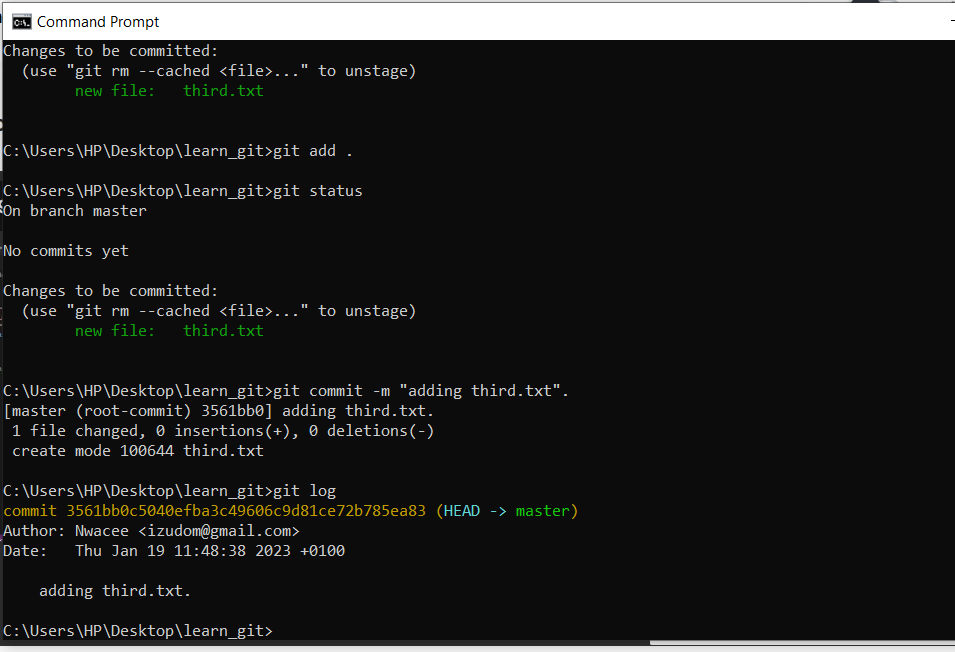 Command Prompt
Changes to be committed:
  (use "git rm --cached <file>..." to unstage)
        new file:   third.txt

C:\Users\HP\Desktop\learn_git>git add .

C:\Users\HP\Desktop\learn_git>git status
On branch master

No commits yet

Changes to be committed:
  (use "git rm --cached <file>..." to unstage)
        new file:   third.txt

C:\Users\HP\Desktop\learn_git>git commit -m "adding third.txt".
[master (root-commit) 3561bb0] adding third.txt.
 1 file changed, 0 insertions(+), 0 deletions(-)
 create mode 100644 third.txt

C:\Users\HP\Desktop\learn_git>git log
commit 3561bb0c5040efba3c49606c9d81ce72b785ea83 (HEAD -> master)
Author: Nwacee <izudom@gmail.com>
Date:   Thu Jan 19 11:48:38 2023 +0100

    adding third.txt.

C:\Users\HP\Desktop\learn_git>